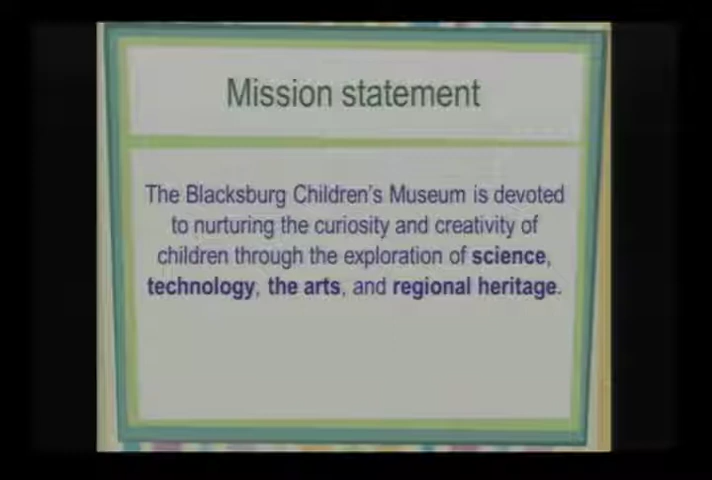 Mission statement
The Blacksburg Children's Museum is devoted
to nurturing the curiosity and creativity of
children through the exploration of science,
technology, the arts, and regional heritage.